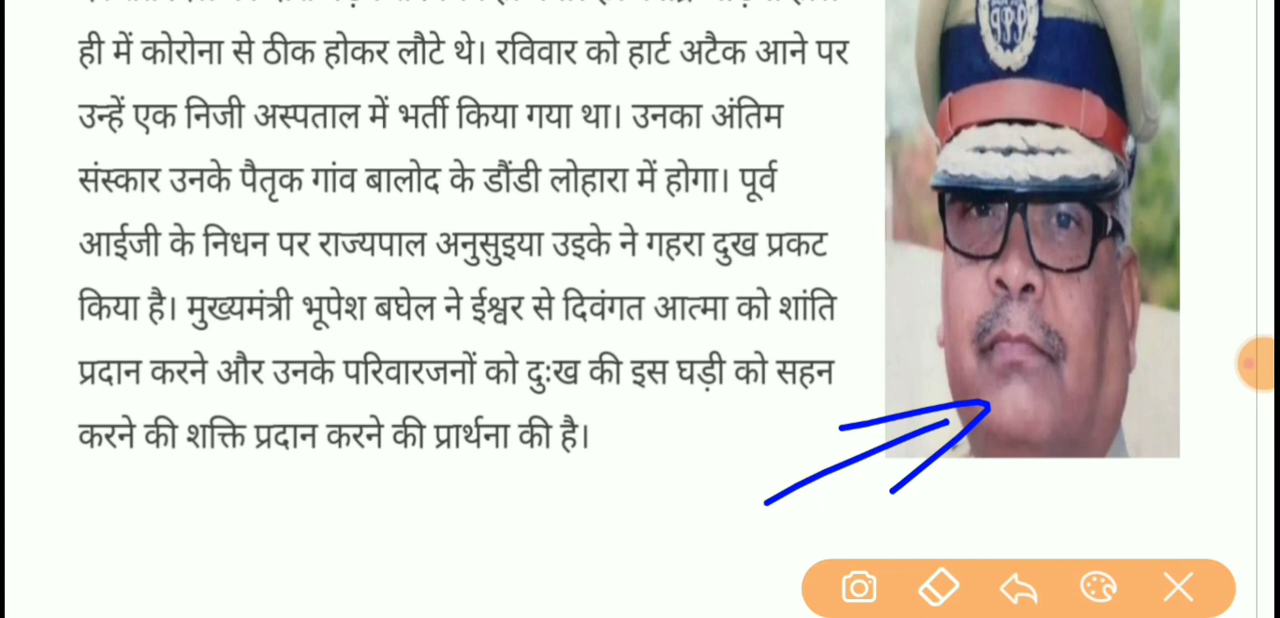 ही में कोरोना से ठीक होकर लौटे थे। रविवार को हार्ट अटैक आने पर
उन्हें एक निजी अस्पताल में भर्ती किया गया था। उनका अंतिम
संस्कार उनके पैतृक गांव बालोद के डौंडी लोहारा में होगा। पूर्व
आईजी के निधन पर राज्यपाल अनुसुइया उइके ने गहरा दुख प्रकट
किया है। मुख्यमंत्री भूपेश बघेल ने ईश्वर से दिवंगत आत्मा को शांति
प्रदान करने और उनके परिवारजनों को दुःख की इस घड़ी को सहन
करने की शक्ति प्रदान करने की प्रार्थना की है।